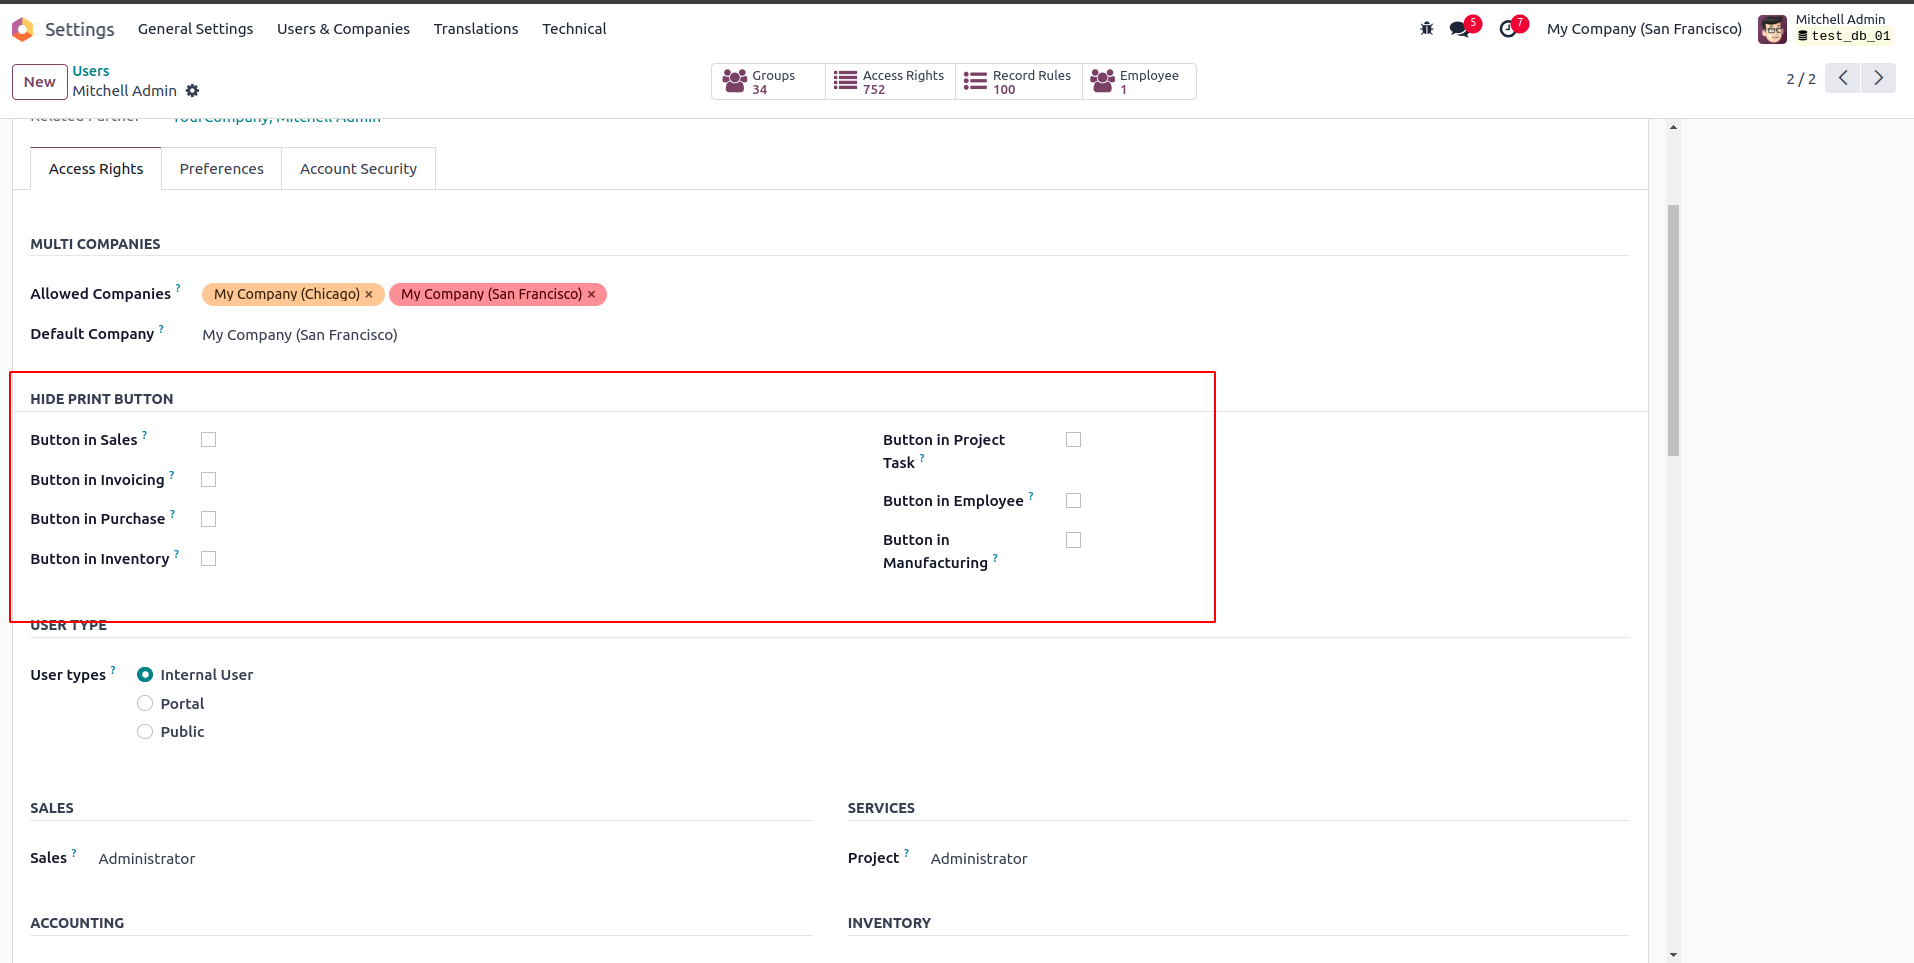 Settings General Settings Users & Companies Translations Technical 5 7 My Company (San Francisco) Mitchell Admin
test_db_01
New Users
Mitchell Admin
Groups 34 Access Rights 752 Record Rules 100 Employee 1 2 / 2
Related Partner YourCompany, Mitchell Admin
Access Rights Preferences Account Security
MULTI COMPANIES
Allowed Companies ? My Company (Chicago) × My Company (San Francisco) ×
Default Company ? My Company (San Francisco)
HIDE PRINT BUTTON
Button in Sales ?
Button in Invoicing ?
Button in Purchase ?
Button in Inventory ?
Button in Project
Task ?
Button in Employee ?
Button in
Manufacturing ?
USER TYPE
User types ? Internal User
Portal
Public
SALES
Sales ? Administrator
SERVICES
Project ? Administrator
ACCOUNTING
INVENTORY